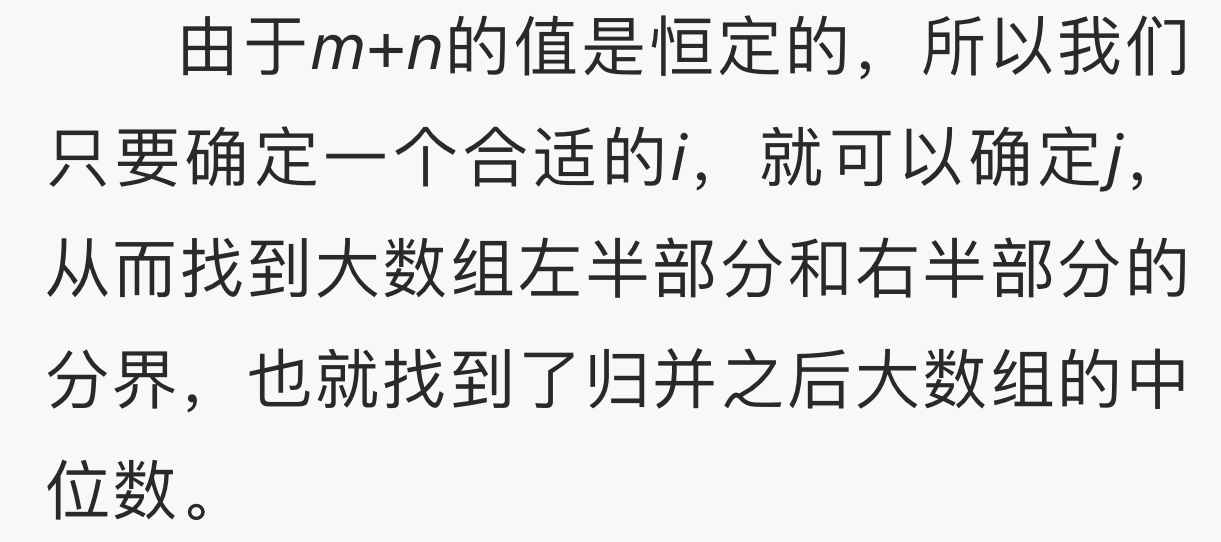 由于m+n的值是恒定的，所以我们
只要确定一个合适的i，就可以确定j，
从而找到大数组左半部分和右半部分的
分界，也就找到了归并之后大数组的中
位数。